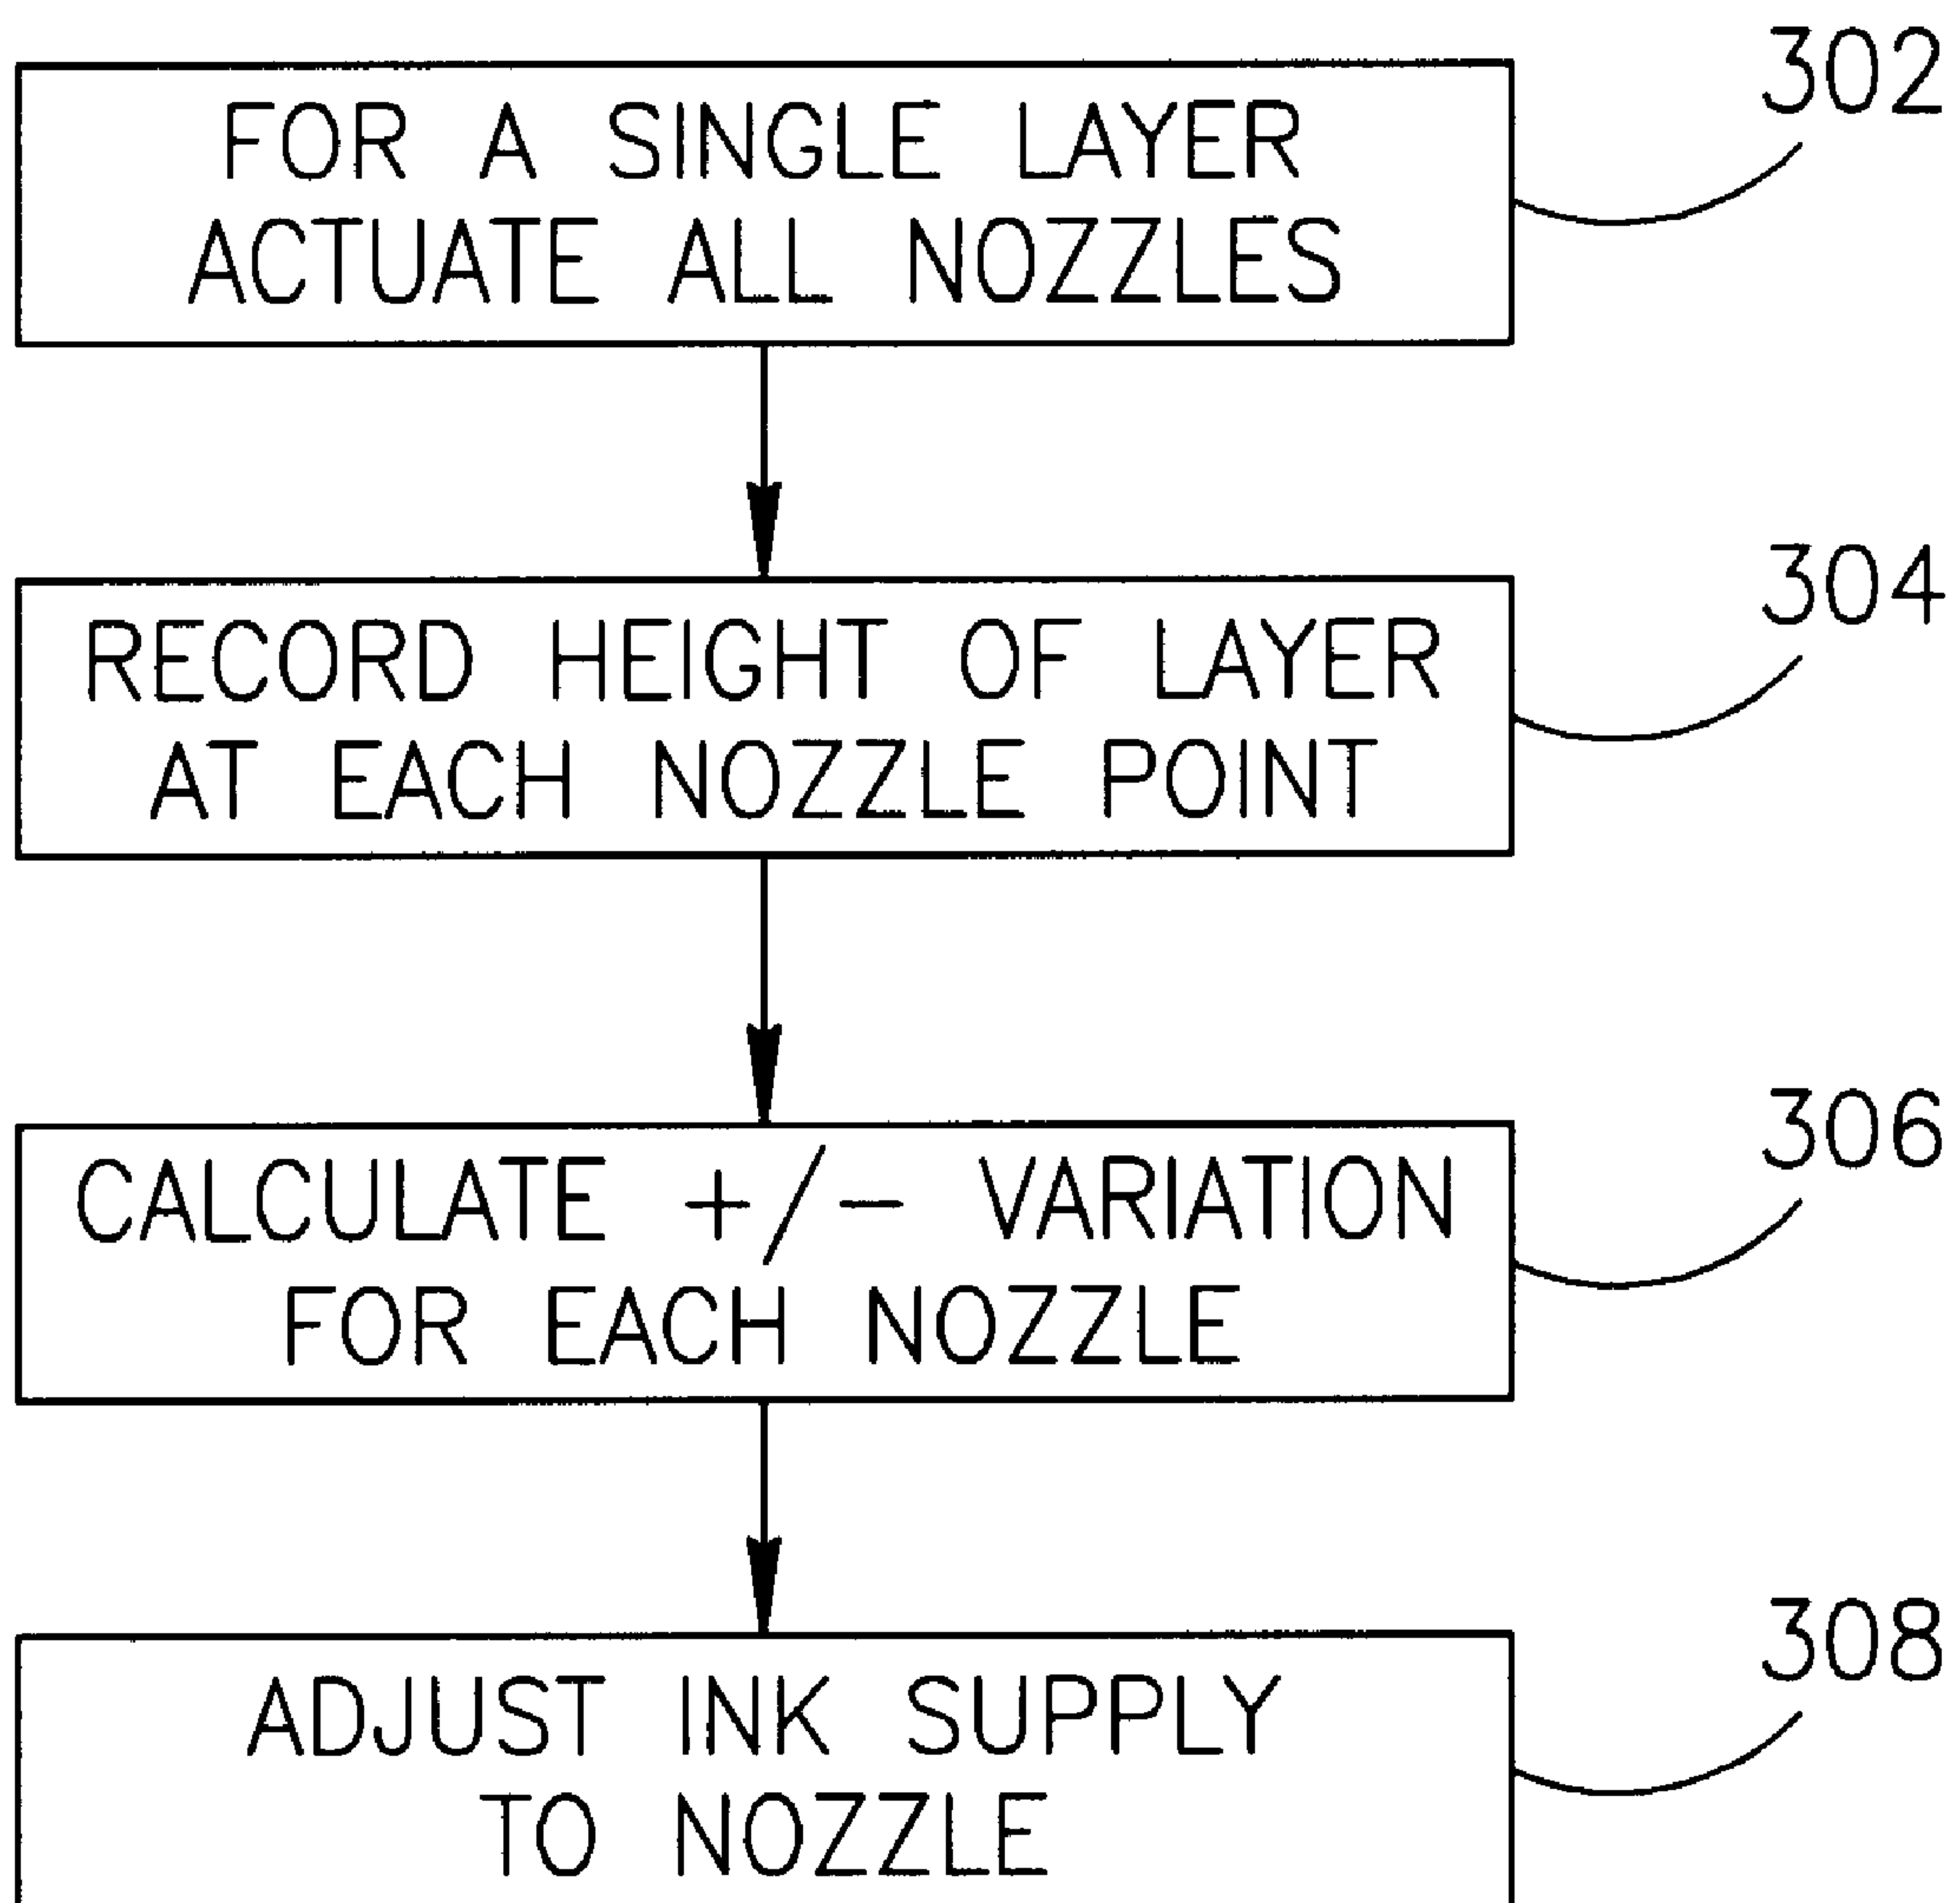 302
FOR A SINGLE LAYER
ACTUATE ALL NOZZLES
304
RECORD HEIGHT OF LAYER
AT EACH NOZZLE POINT
306
CALCULATE +/- VARIATION
FOR EACH NOZZLE
308
ADJUST INK SUPPLY
TO NOZZLE